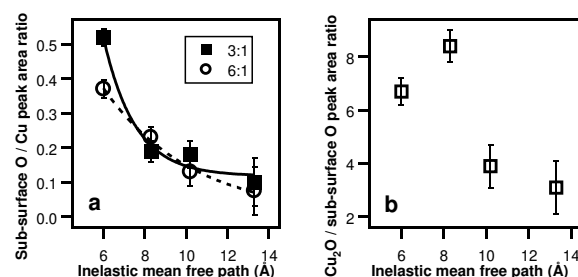 Sub-surface O / Cu peak area ratio
0.5
0.4
0.3
0.2
0.1
0.0
3:1
6:1
a
6 8 10 12 14
Inelastic mean free path (Å)
Cu₂O / sub-surface O peak area ratio
8
6
4
2
b
6 8 10 12 14
Inelastic mean free path (Å)